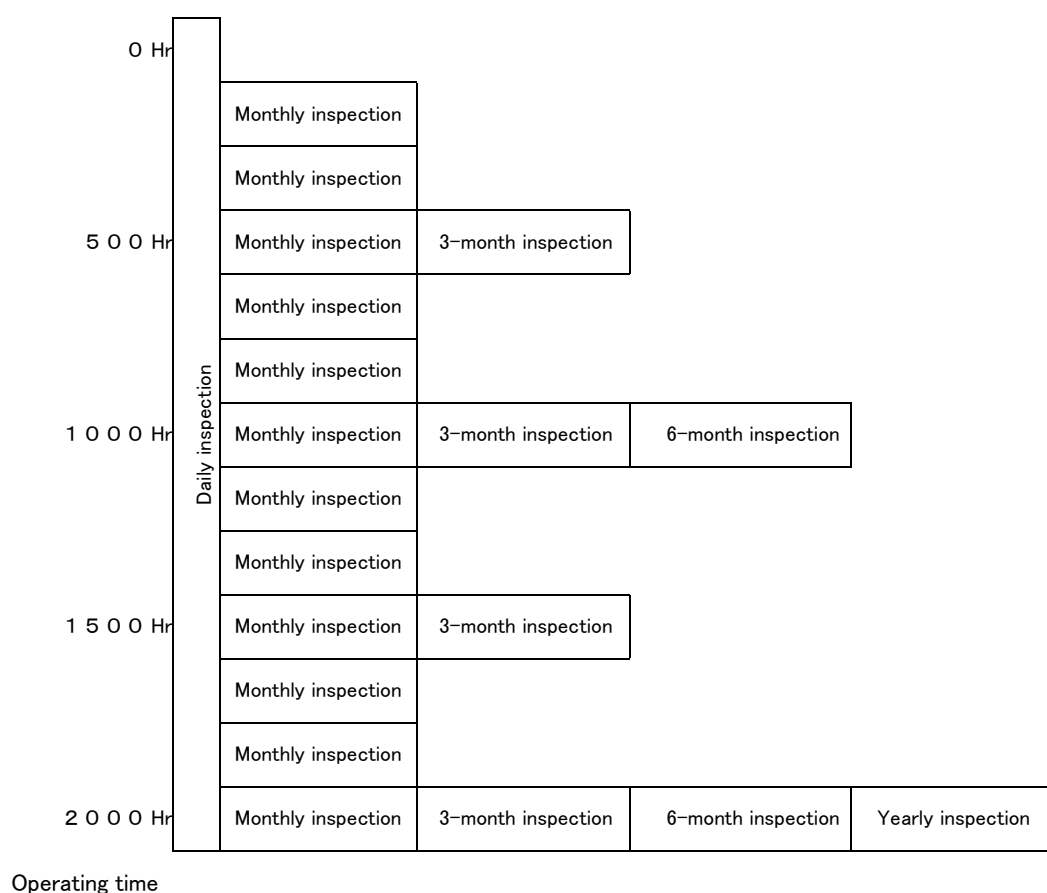 ０ Hr
Monthly inspection
Monthly inspection
５００ Hr Monthly inspection 3-month inspection
Monthly inspection
Monthly inspection
Daily inspection
１０００ Hr Monthly inspection 3-month inspection 6-month inspection
Monthly inspection
Monthly inspection
１５００ Hr Monthly inspection 3-month inspection
Monthly inspection
Monthly inspection
２０００ Hr Monthly inspection 3-month inspection 6-month inspection Yearly inspection
Operating time